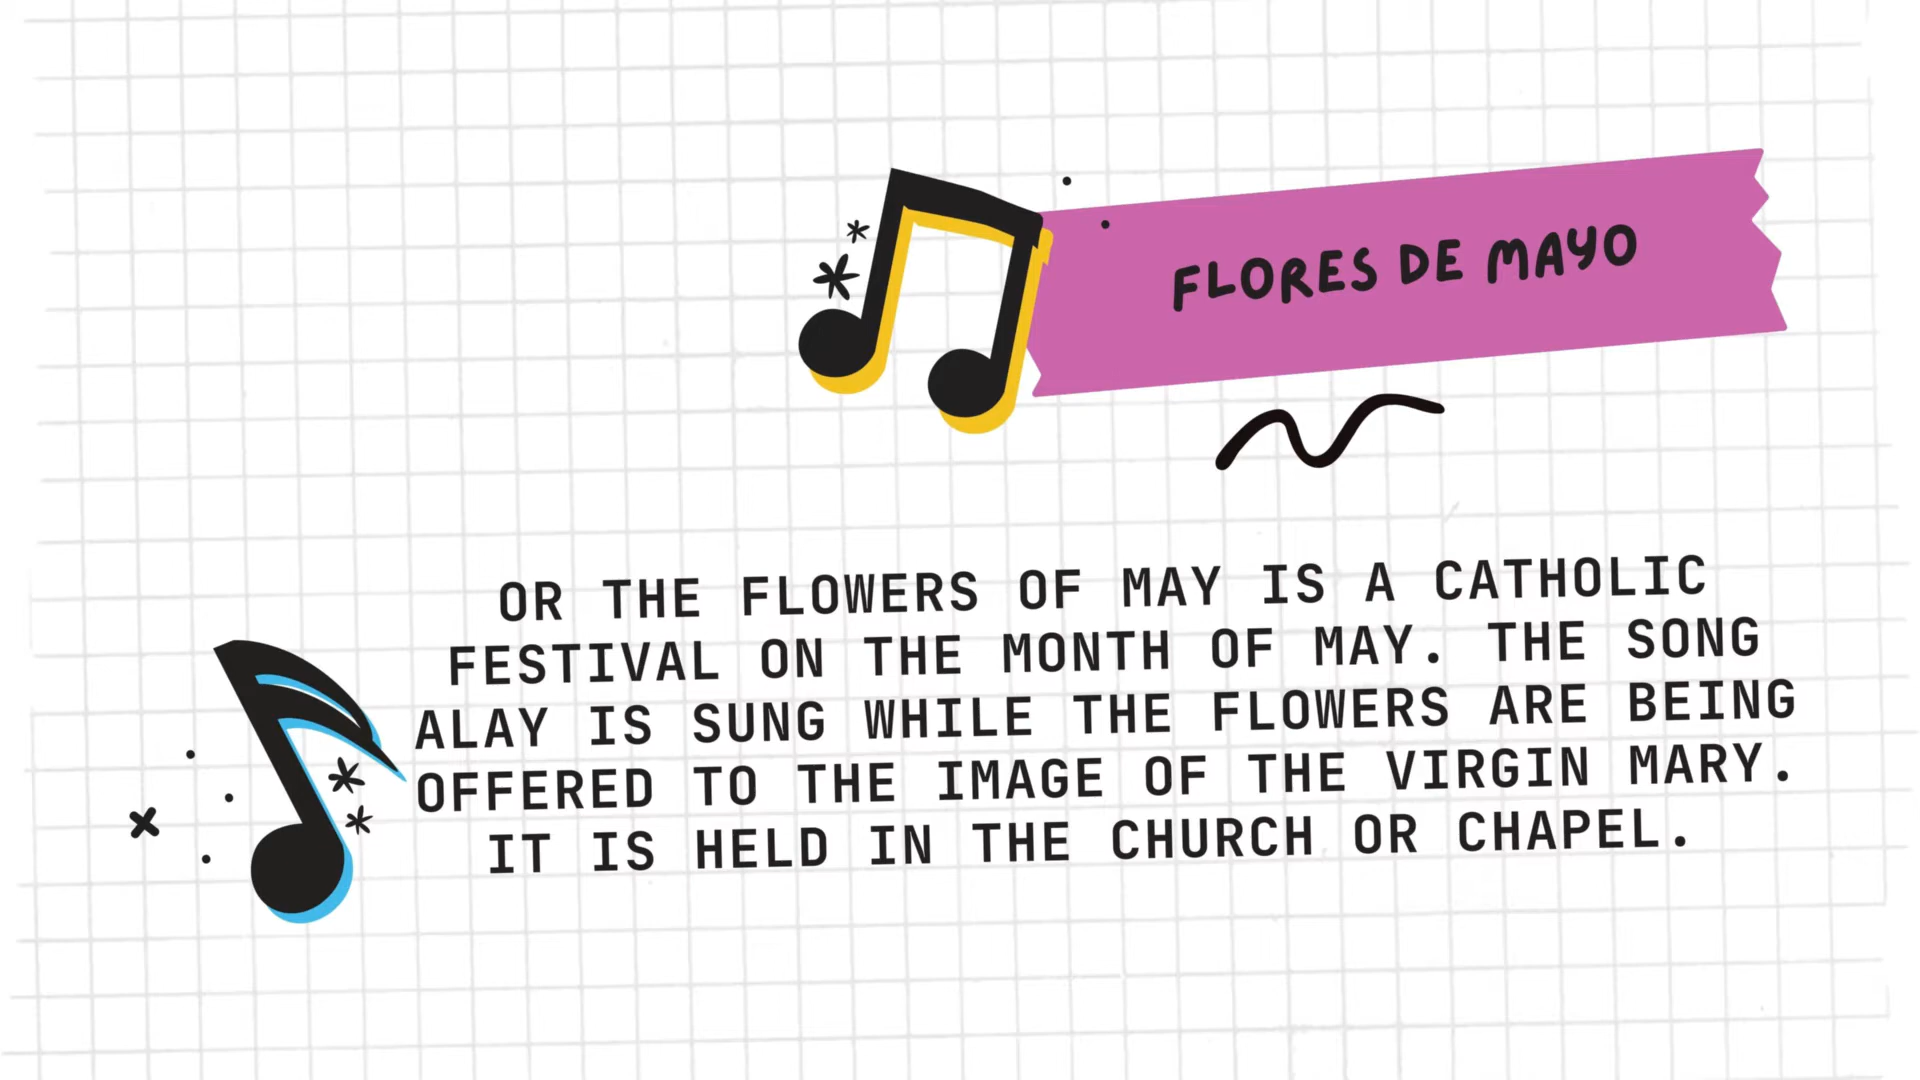 FLORES DE MAYO
OR THE FLOWERS OF MAY IS A CATHOLIC
FESTIVAL ON THE MONTH OF MAY. THE SONG
ALAY IS SUNG WHILE THE FLOWERS ARE BEING
OFFERED TO THE IMAGE OF THE VIRGIN MARY.
IT IS HELD IN THE CHURCH OR CHAPEL.